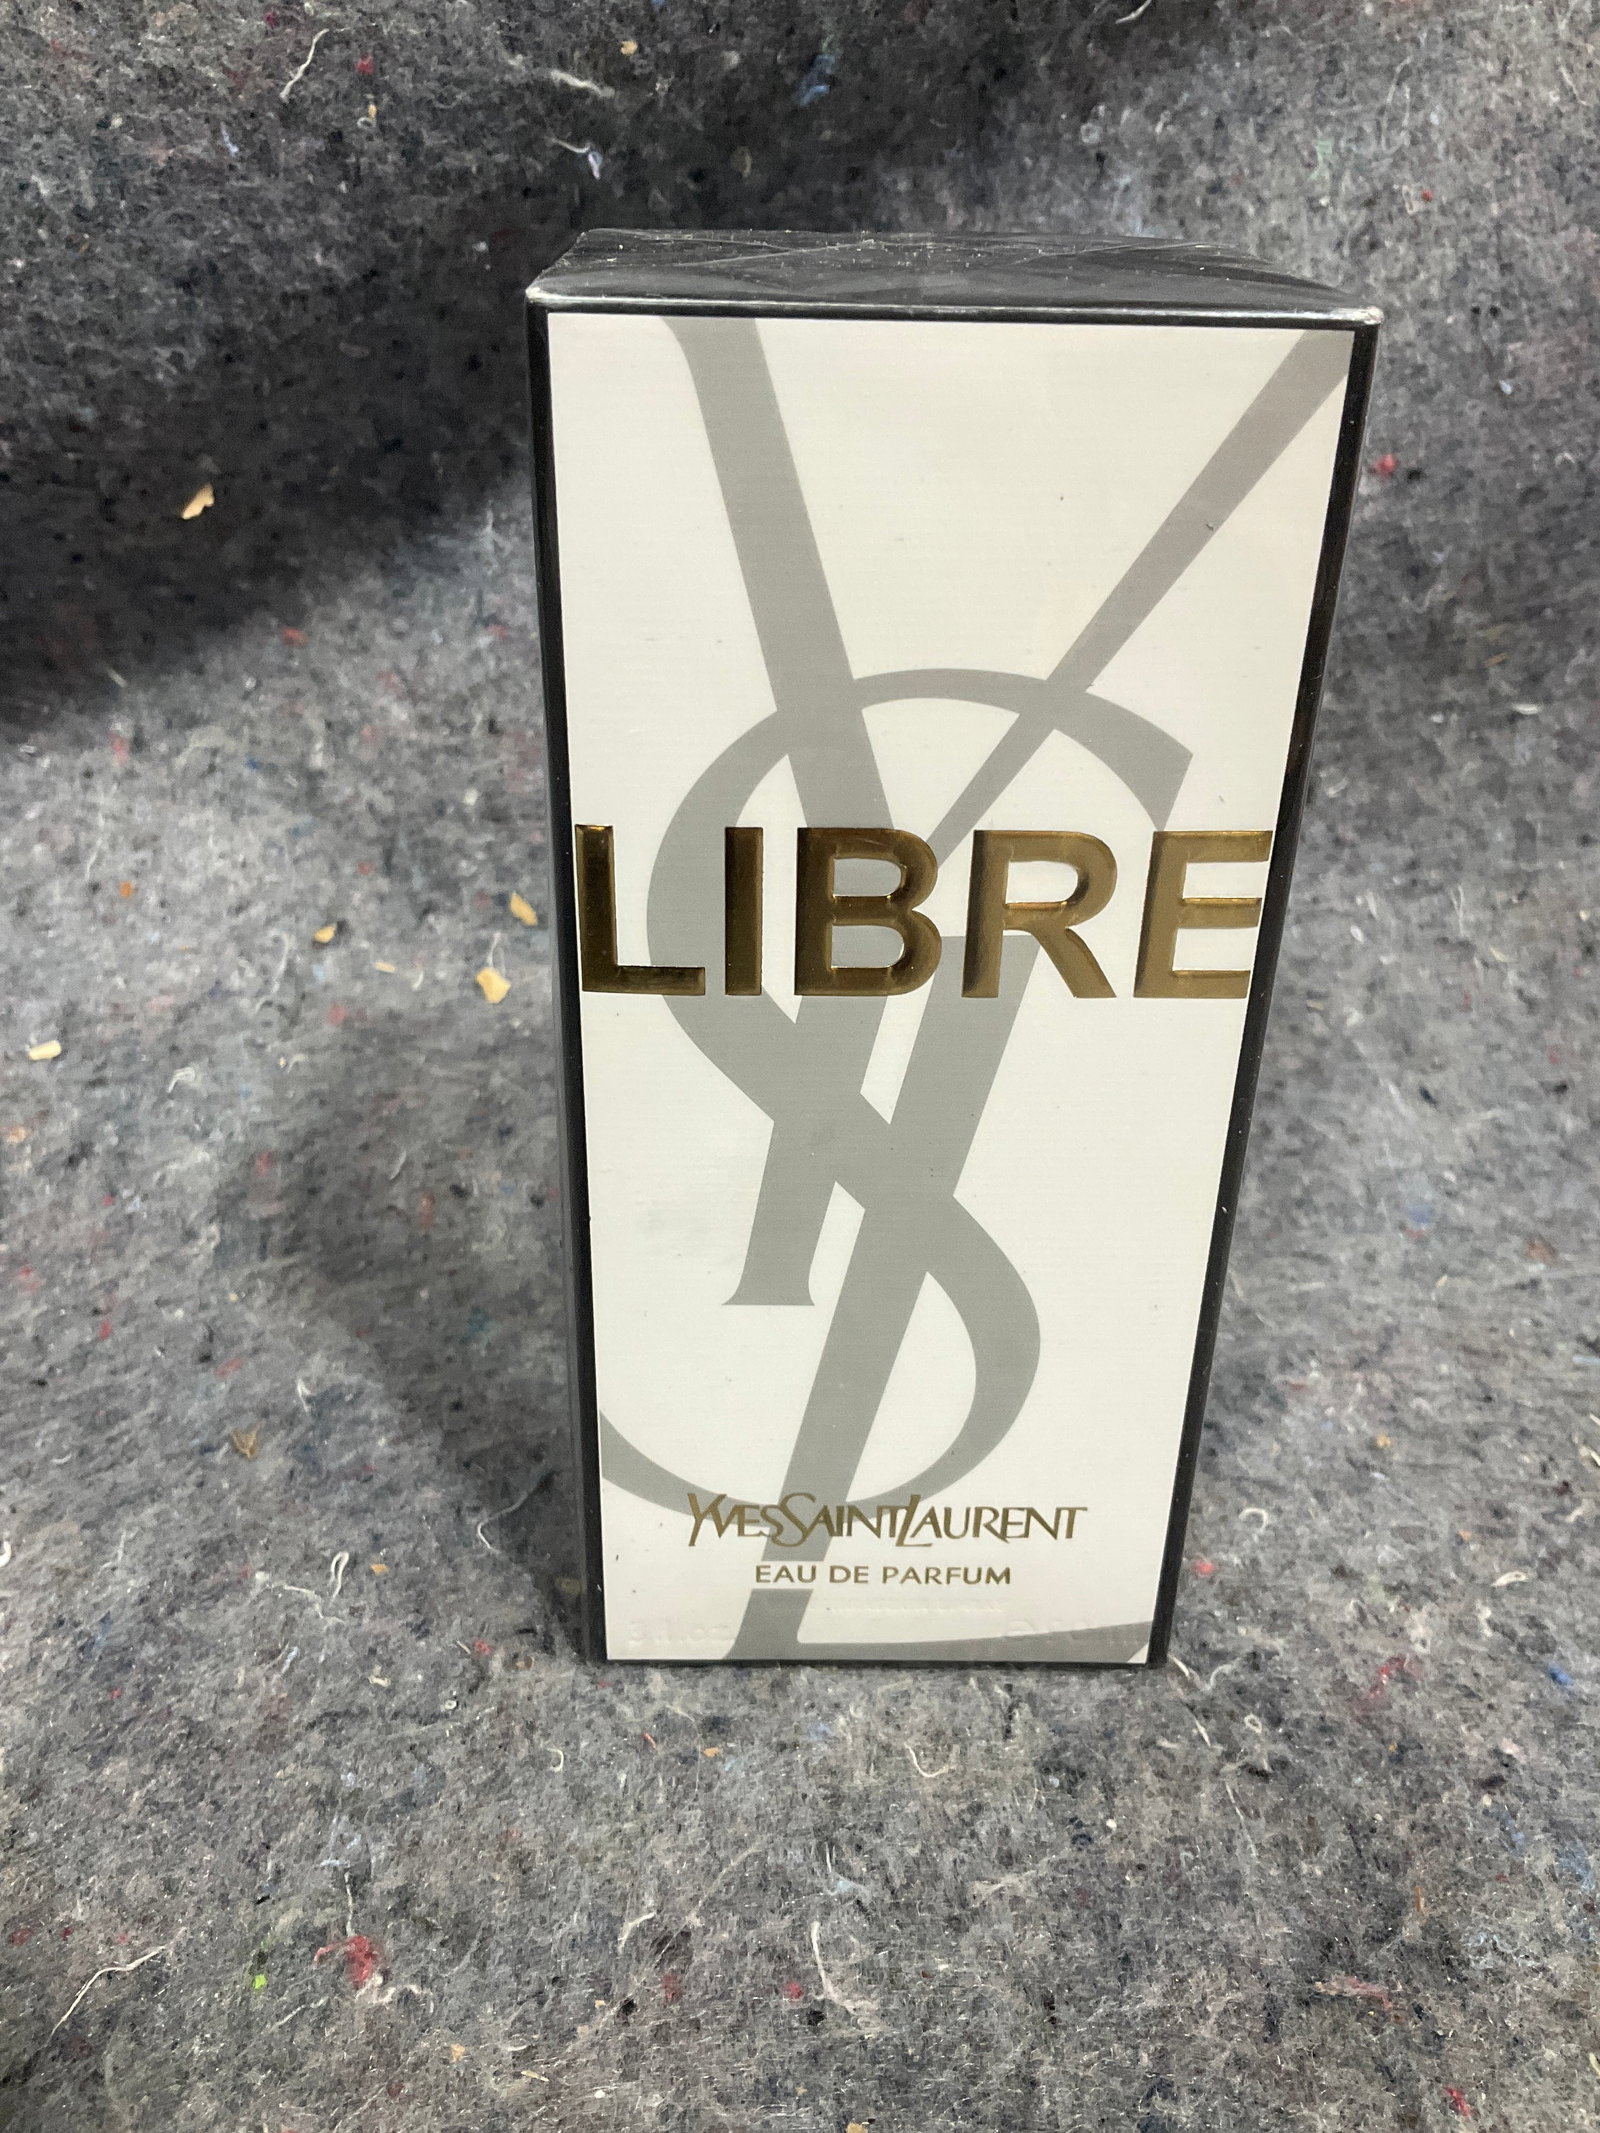 LIBRE
YVESSAINTLAURENT
EAU DE PARFUM